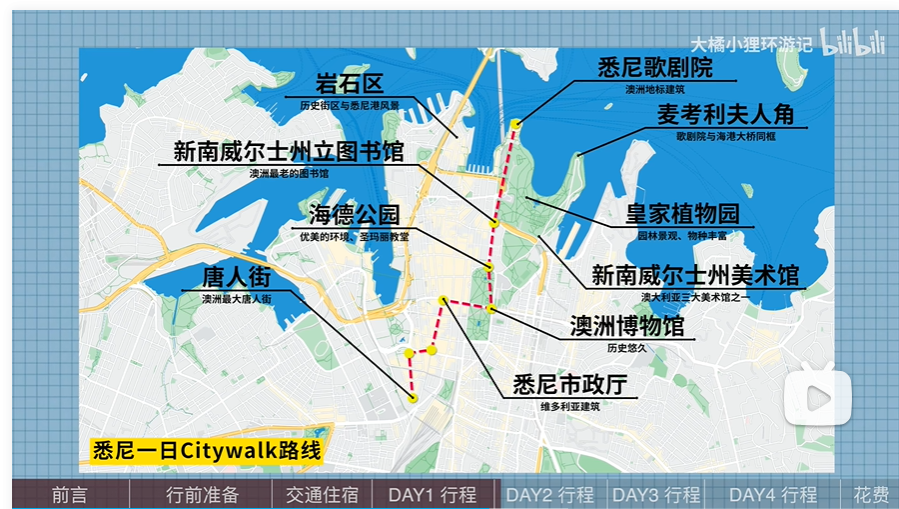 大橘小狸环游记 bilibili
悉尼歌剧院
澳洲地标建筑
岩石区
历史街区与悉尼港风景
麦考利夫人角
歌剧院与海港大桥同框
新南威尔士州立图书馆
澳洲最老的图书馆
海德公园
优美的环境、圣玛丽教堂
皇家植物园
园林景观、物种丰富
唐人街
澳洲最大唐人街
新南威尔士州美术馆
澳大利亚三大美术馆之一
澳洲博物馆
历史悠久
悉尼市政厅
维多利亚建筑
悉尼一日Citywalk路线
前言 行前准备 交通住宿 DAY1 行程 DAY2 行程 DAY3 行程 DAY4 行程 花费